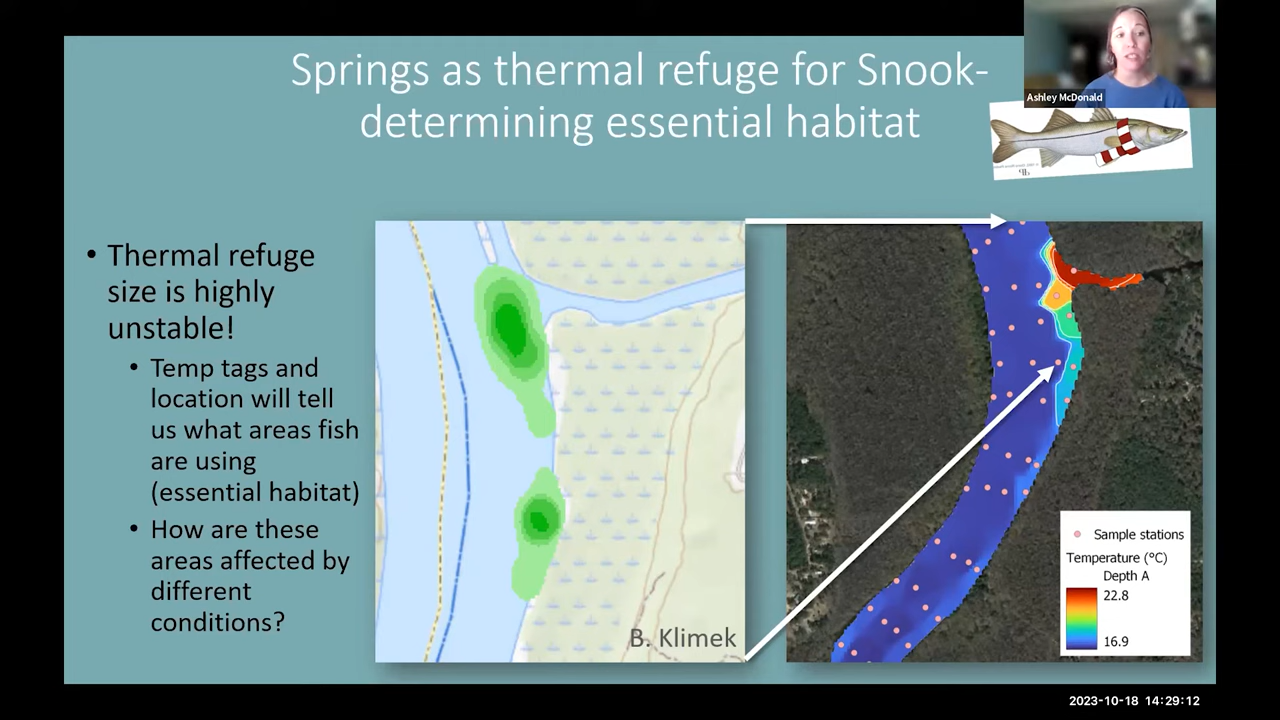 Springs as thermal refuge for Snook-
determining essential habitat
Ashley McDonald
• Thermal refuge
size is highly
unstable!
• Temp tags and
location will tell
us what areas fish
are using
(essential habitat)
• How are these
areas affected by
different
conditions?
B. Klimek
Sample stations
Temperature (°C)
Depth A
22.8
16.9
2023-10-18 14:29:12